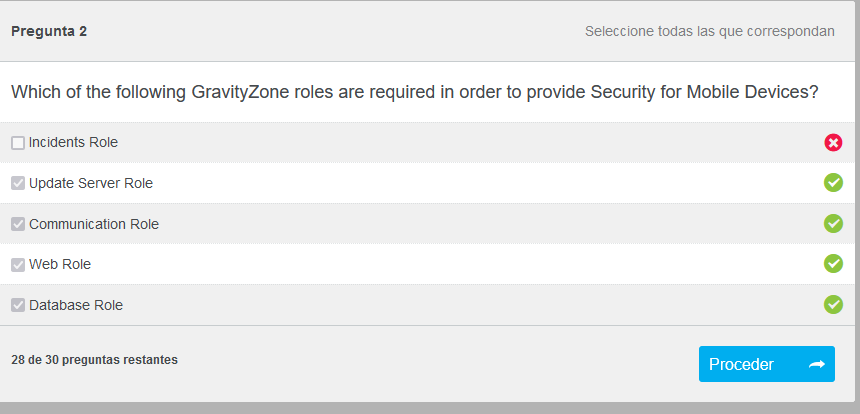 Pregunta 2
Seleccione todas las que correspondan
Which of the following GravityZone roles are required in order to provide Security for Mobile Devices?
Incidents Role
Update Server Role
Communication Role
Web Role
Database Role
28 de 30 preguntas restantes
Proceder